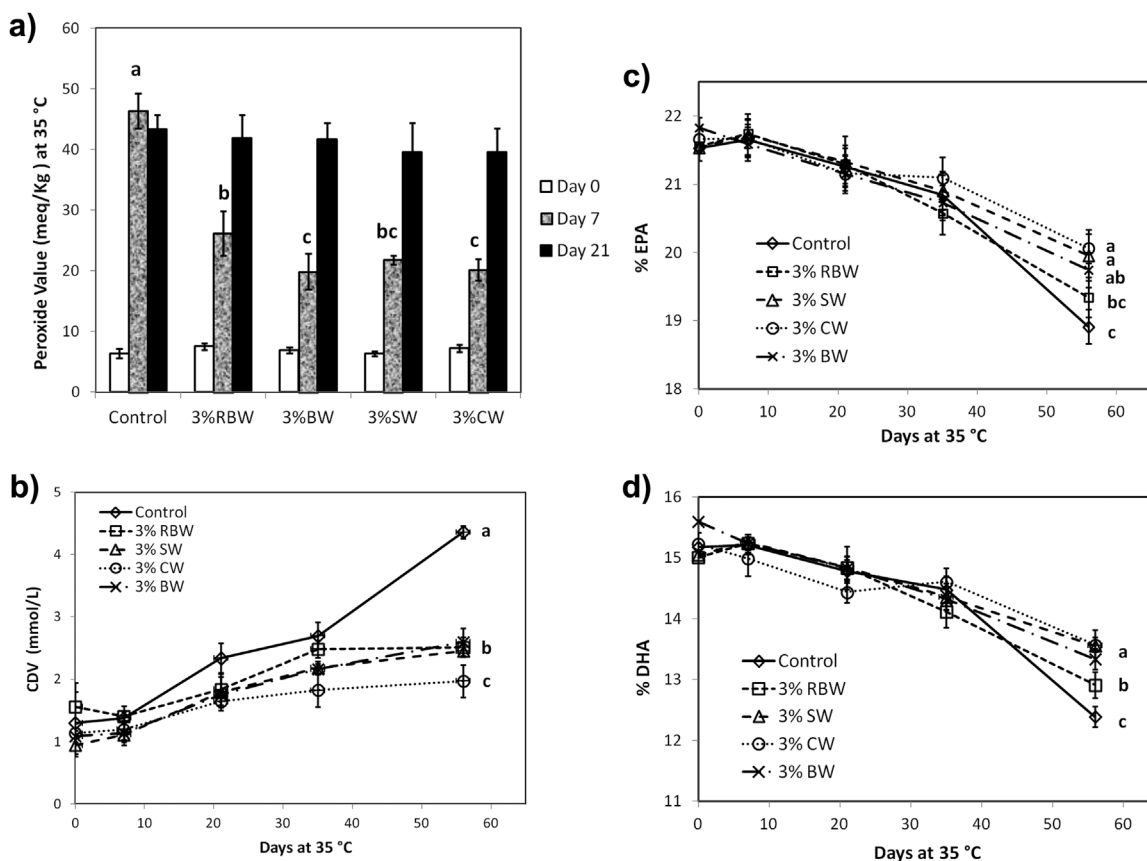 a)
Peroxide Value (meq/Kg ) at 35 °C
60
50
40
30
20
10
0
a
b
c
bc
c
Control 3%RBW 3%BW 3%SW 3%CW
Day 0
Day 7
Day 21
b)
CDV (mmol/L)
5
4
3
2
1
0
Control
3% RBW
3% SW
3% CW
3% BW
a
b
c
0 10 20 30 40 50 60
Days at 35 °C
c)
% EPA
22
21
20
19
18
Control
3% RBW
3% SW
3% CW
3% BW
a
a
ab
bc
c
0 10 20 30 40 50 60
Days at 35 °C
d)
% DHA
16
15
14
13
12
11
Control
3% RBW
3% SW
3% CW
3% BW
a
b
c
0 10 20 30 40 50 60
Days at 35 °C